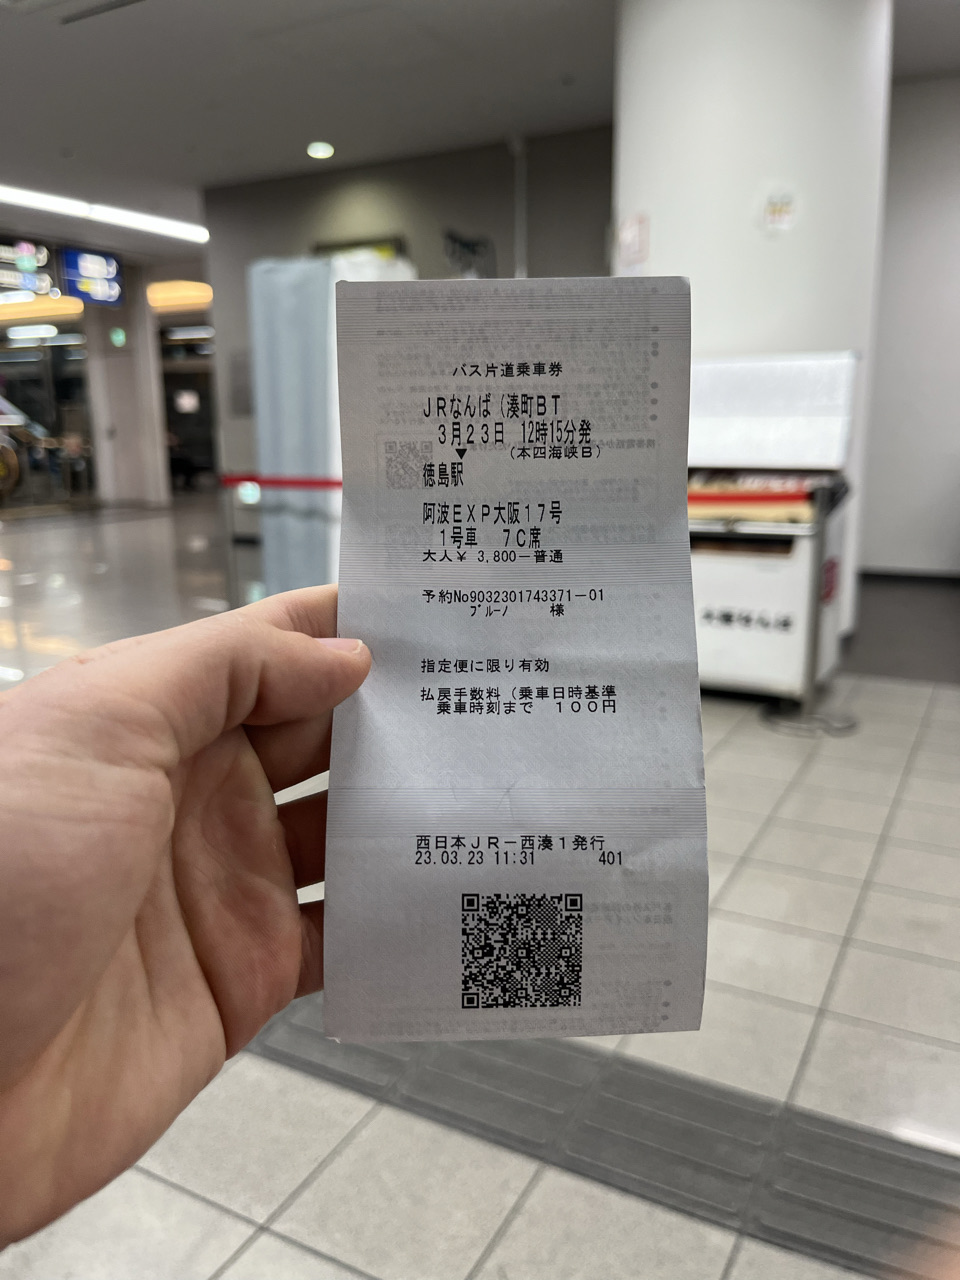 バス片道乗車券
ＪＲなんば（湊町ＢＴ
３月２３日 12時15分発
▼ （本四海峡Ｂ）
徳島駅
阿波ＥＸＰ大阪１７号
１号車 ７Ｃ席
大人￥ 3,800－普通
予約No9032301743371－01
ﾌﾞﾙｰﾉ 様
指定便に限り有効
払戻手数料（乗車日時基準
乗車時刻まで １００円
西日本ＪＲ－西湊１発行
23.03.23 11:31 401
大阪なんば